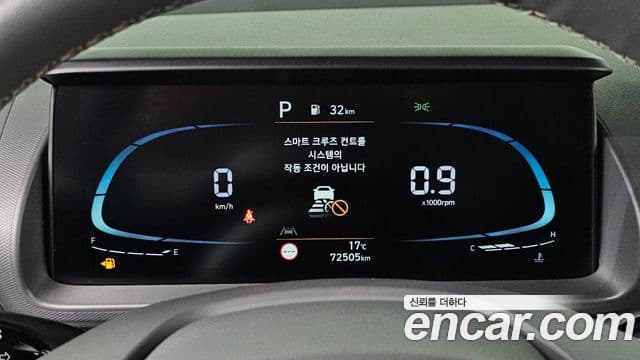 P 32km
스마트 크루즈 컨트롤
시스템의
작동 조건이 아닙니다
0
km/h
0.9
x1000rpm
F E
C H
17℃
72505km
신뢰를 더하다
encar.com